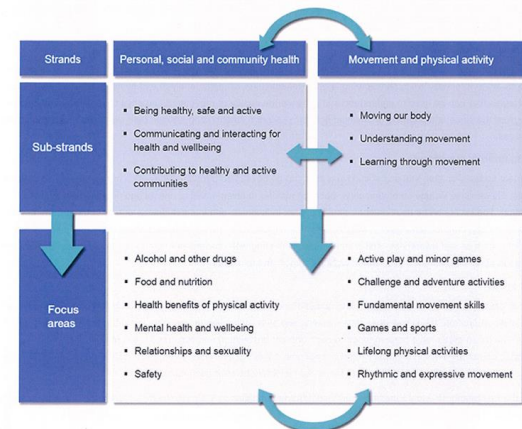 Strands
Personal, social and community health
Movement and physical activity
Sub-strands
▪ Being healthy, safe and active
▪ Communicating and interacting for
health and wellbeing
▪ Contributing to healthy and active
communities
▪ Moving our body
▪ Understanding movement
▪ Learning through movement
Focus
areas
▪ Alcohol and other drugs
▪ Food and nutrition
▪ Health benefits of physical activity
▪ Mental health and wellbeing
▪ Relationships and sexuality
▪ Safety
▪ Active play and minor games
▪ Challenge and adventure activities
▪ Fundamental movement skills
▪ Games and sports
▪ Lifelong physical activities
▪ Rhythmic and expressive movement